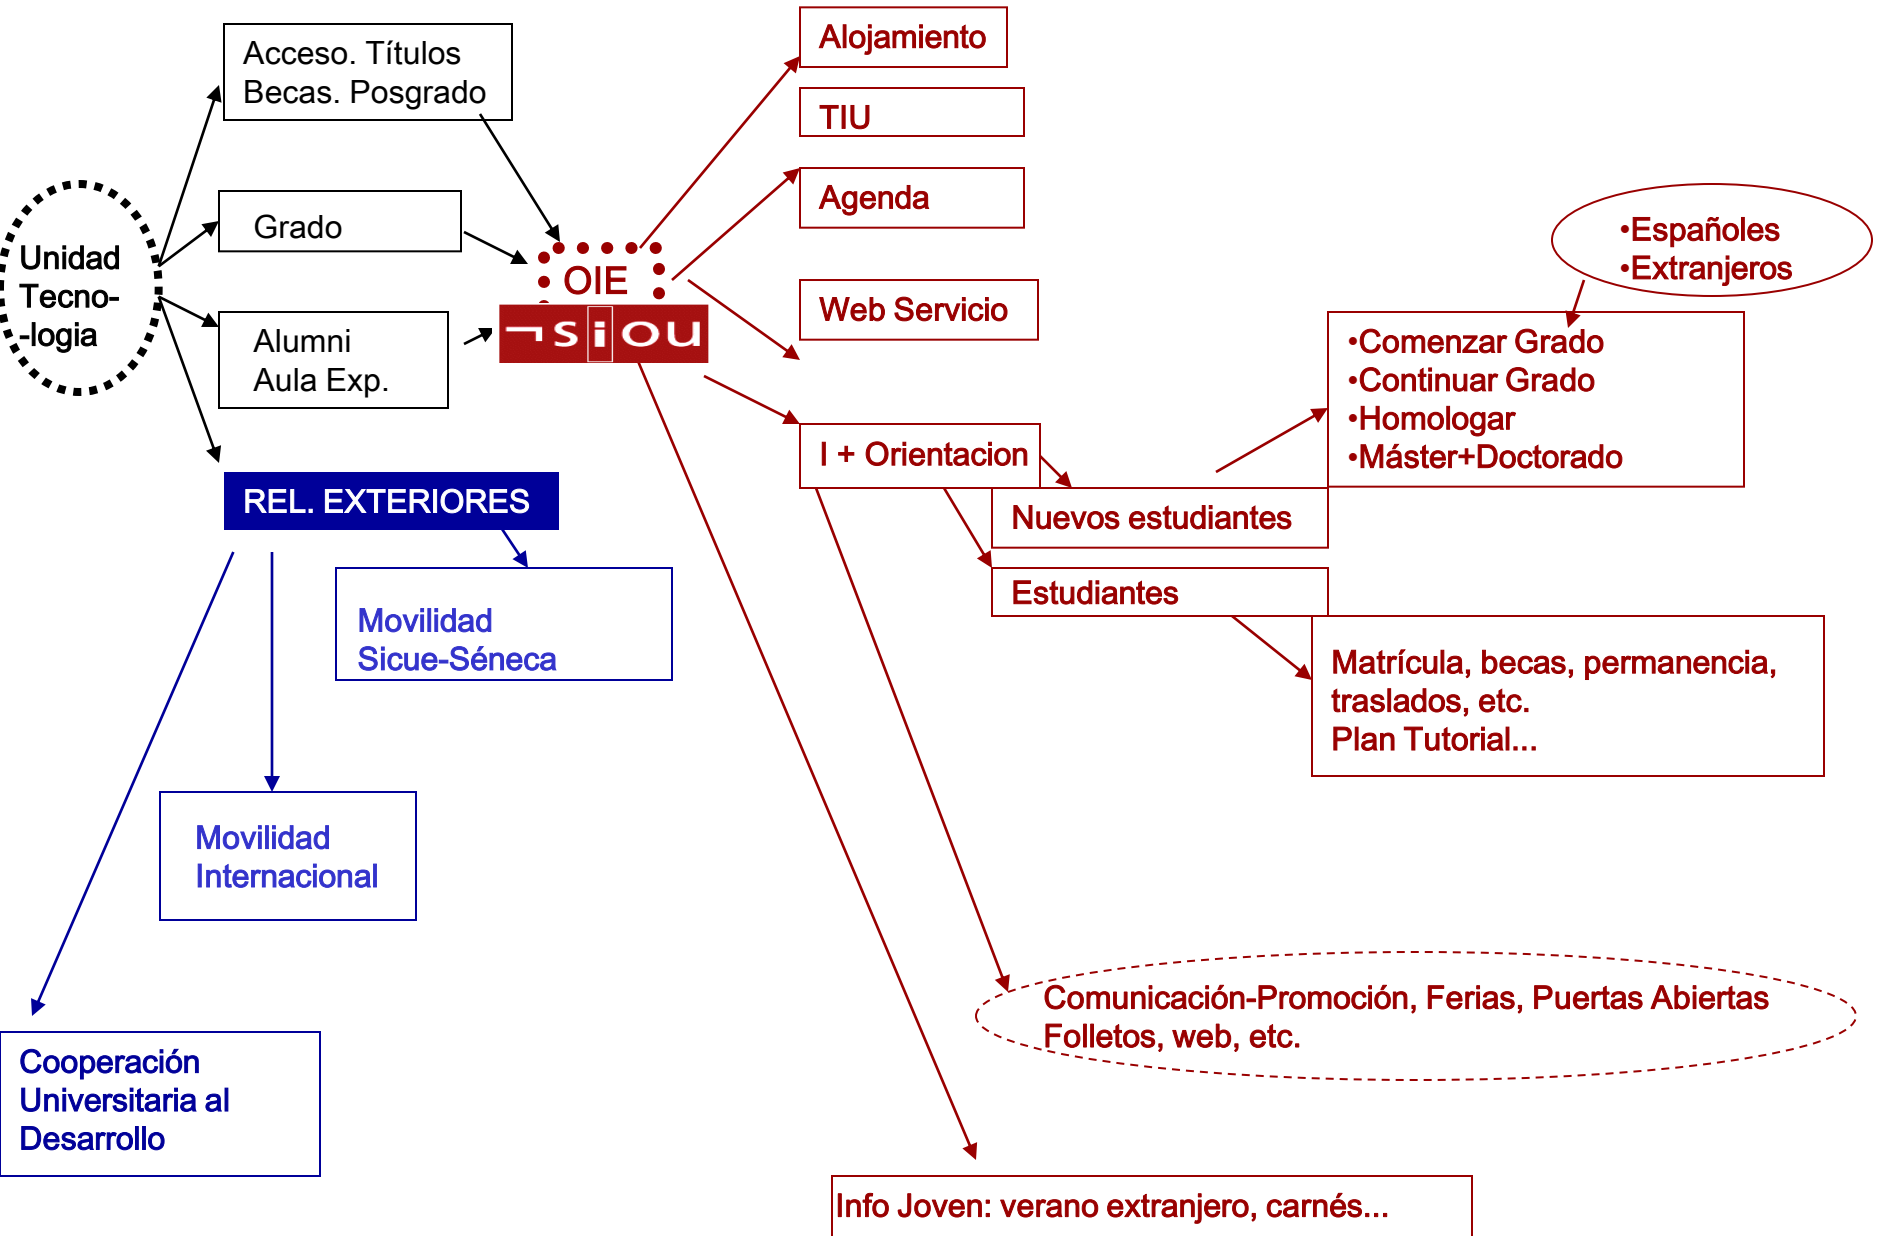 Acceso. Títulos
Becas. Posgrado
Grado
Unidad
Tecno-
-logia
Alumni
Aula Exp.
OIE
siou
REL. EXTERIORES
Movilidad
Sicue-Séneca
Movilidad
Internacional
Cooperación
Universitaria al
Desarrollo
Alojamiento
TIU
Agenda
Web Servicio
I + Orientacion
Nuevos estudiantes
Estudiantes
•Españoles
•Extranjeros
•Comenzar Grado
•Continuar Grado
•Homologar
•Máster+Doctorado
Matrícula, becas, permanencia,
traslados, etc.
Plan Tutorial...
Comunicación-Promoción, Ferias, Puertas Abiertas
Folletos, web, etc.
Info Joven: verano extranjero, carnés...